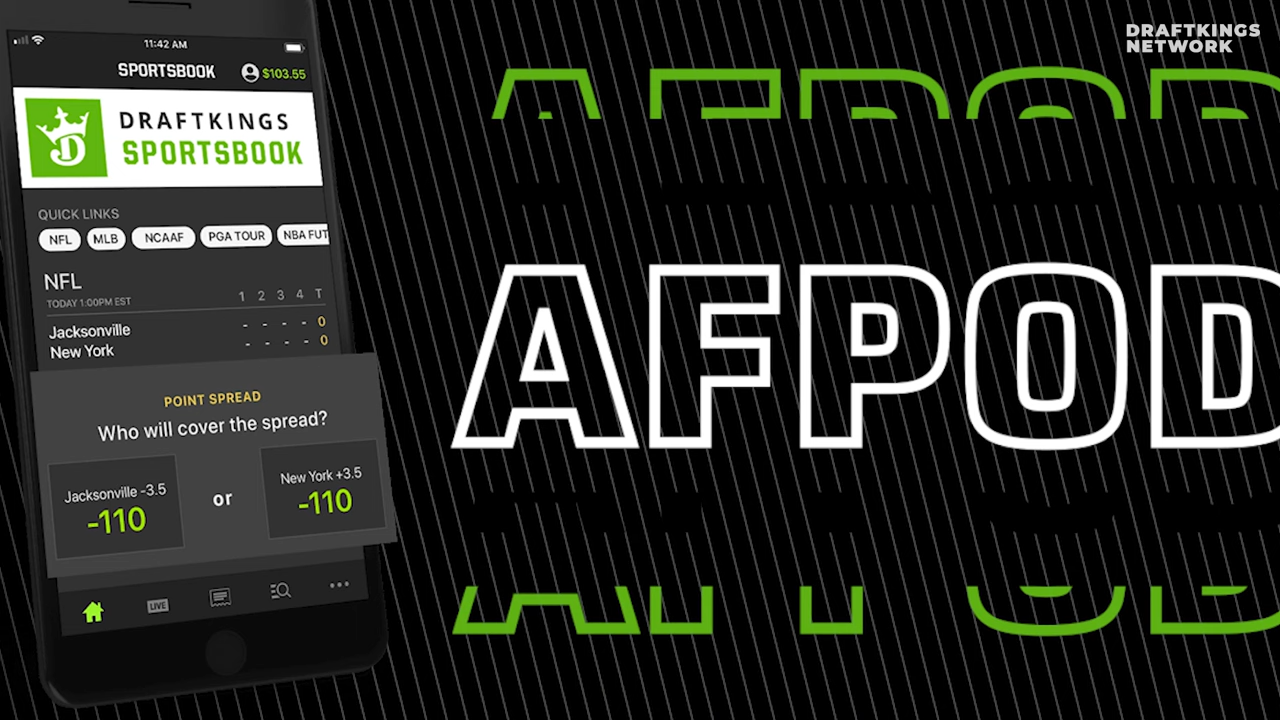 11:42 AM
SPORTSBOOK $103.55
DRAFTKINGS
SPORTSBOOK
QUICK LINKS
NFL MLB NCAAF PGA TOUR NBA FUT
NFL
TODAY 1:00PM EST 1 2 3 4 T
Jacksonville - - - - 0
New York - - - - 0
POINT SPREAD
Who will cover the spread?
Jacksonville -3.5 or New York +3.5
-110 -110
LIVE
DRAFTKINGS
NETWORK
AFPOD
AFPOD
AFPOD